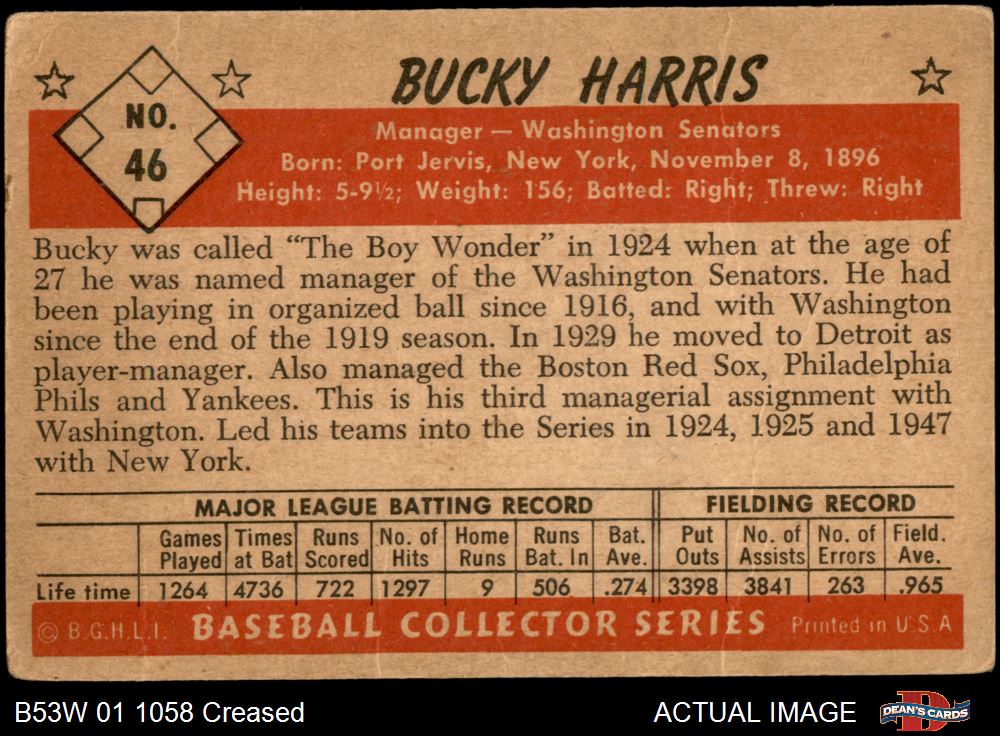 NO.
46
BUCKY HARRIS
Manager — Washington Senators
Born: Port Jervis, New York, November 8, 1896
Height: 5-9½; Weight: 156; Batted: Right; Threw: Right
Bucky was called “The Boy Wonder” in 1924 when at the age of
27 he was named manager of the Washington Senators. He had
been playing in organized ball since 1916, and with Washington
since the end of the 1919 season. In 1929 he moved to Detroit as
player-manager. Also managed the Boston Red Sox, Philadelphia
Phils and Yankees. This is his third managerial assignment with
Washington. Led his teams into the Series in 1924, 1925 and 1947
with New York.
MAJOR LEAGUE BATTING RECORD FIELDING RECORD
Games Times Runs No. of Home Runs Bat. Put No. of No. of Field.
Played at Bat Scored Hits Runs Bat. In Ave. Outs Assists Errors Ave.
Life time 1264 4736 722 1297 9 506 .274 3398 3841 263 .965
© B.G.H.L.I. BASEBALL COLLECTOR SERIES Printed in U.S.A
B53W 01 1058 Creased ACTUAL IMAGE D DEAN'S CARDS